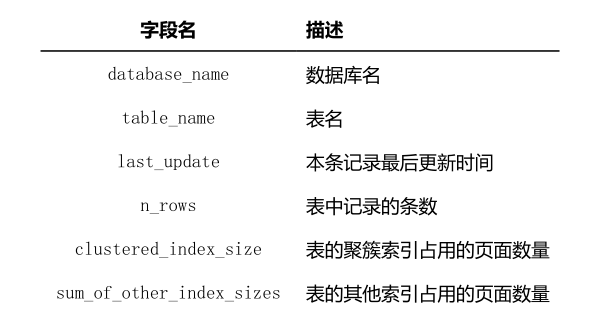 字段名 描述
database_name 数据库名
table_name 表名
last_update 本条记录最后更新时间
n_rows 表中记录的条数
clustered_index_size 表的聚簇索引占用的页面数量
sum_of_other_index_sizes 表的其他索引占用的页面数量